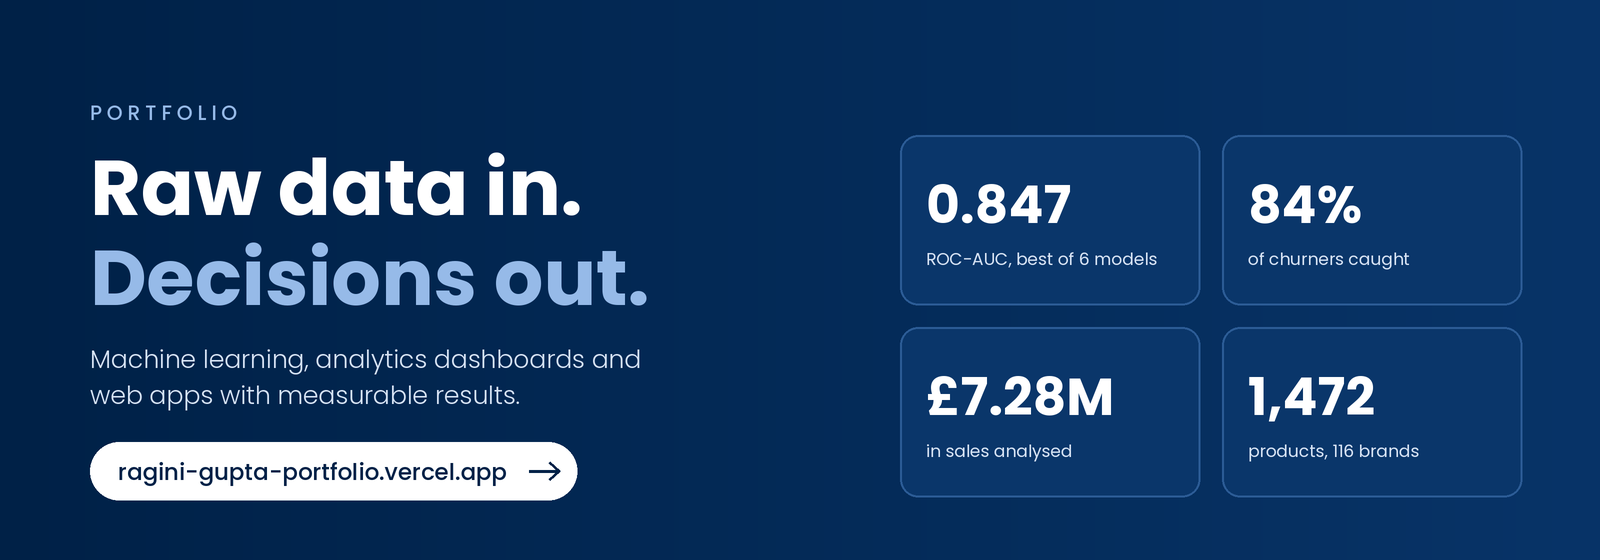 PORTFOLIO
Raw data in.
Decisions out.
Machine learning, analytics dashboards and
web apps with measurable results.
ragini-gupta-portfolio.vercel.app →
0.847
ROC-AUC, best of 6 models
84%
of churners caught
£7.28M
in sales analysed
1,472
products, 116 brands